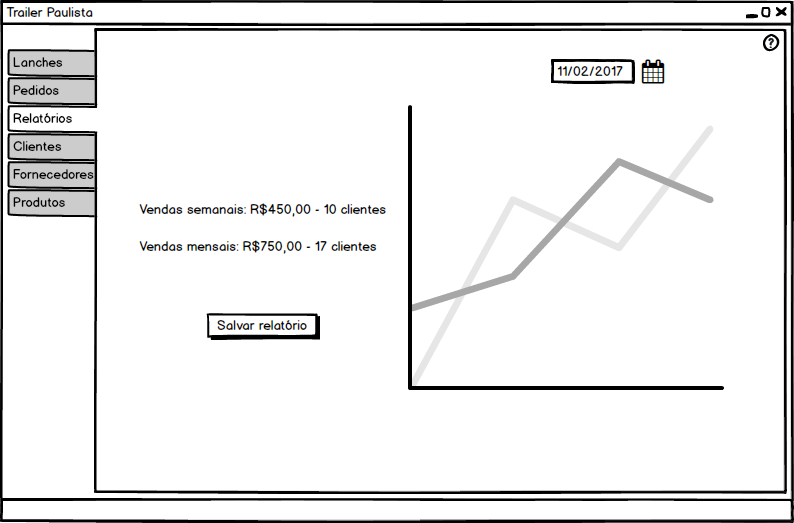 Trailer Paulista
?
Lanches
Pedidos
Relatórios
Clientes
Fornecedores
Produtos
11/02/2017
Vendas semanais: R$450,00 - 10 clientes
Vendas mensais: R$750,00 - 17 clientes
Salvar relatório